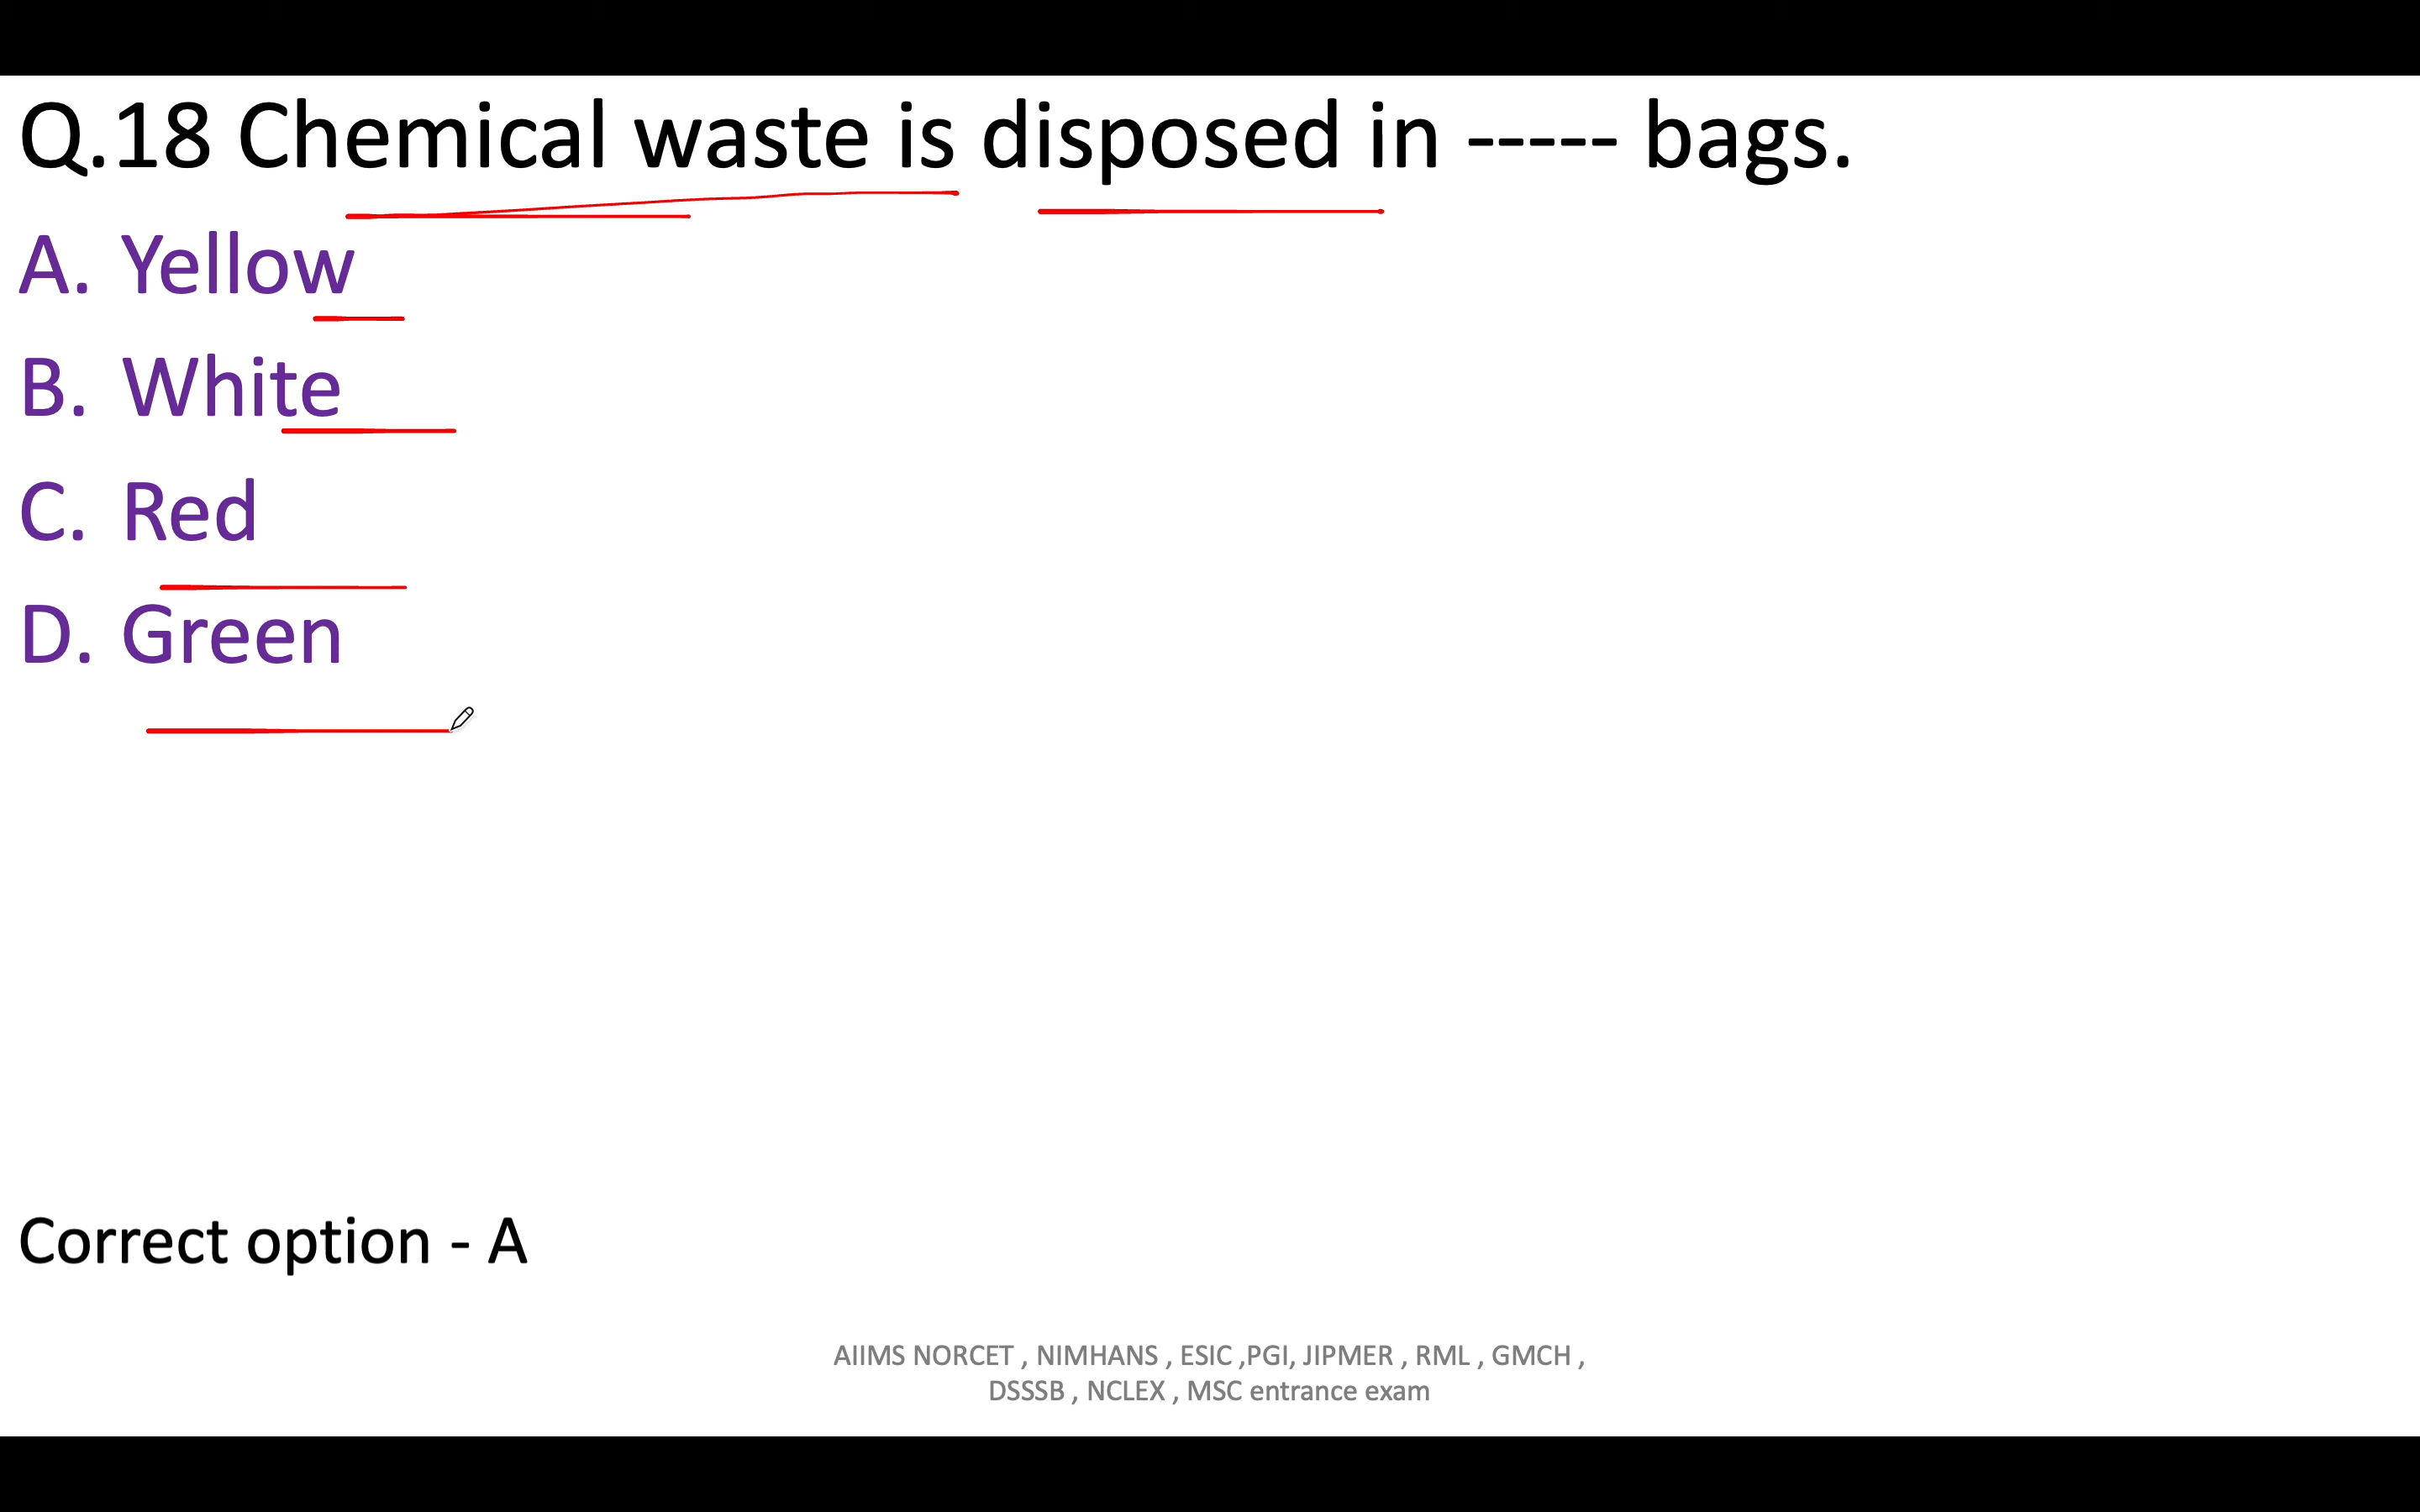 Q.18 Chemical waste is disposed in ----- bags.
A. Yellow
B. White
C. Red
D. Green
Correct option - A
AIIMS NORCET , NIMHANS , ESIC ,PGI, JIPMER , RML , GMCH ,
DSSSB , NCLEX , MSC entrance exam